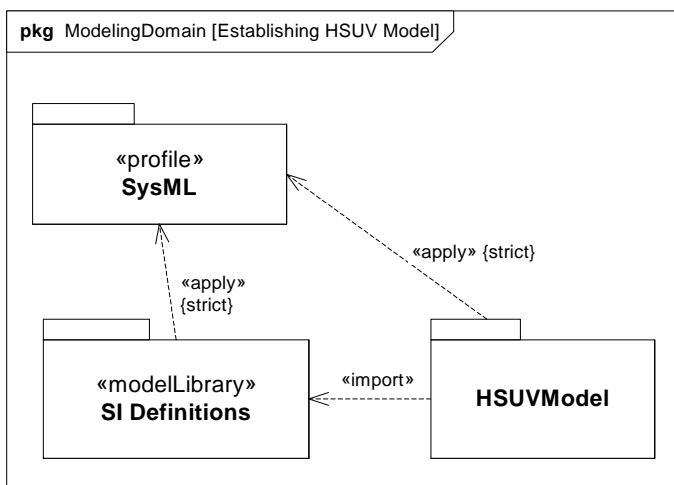 pkg ModelingDomain [Establishing HSUV Model]
«profile»
SysML
«apply» {strict}
«apply»
{strict}
«modelLibrary»
SI Definitions
«import»
HSUVModel